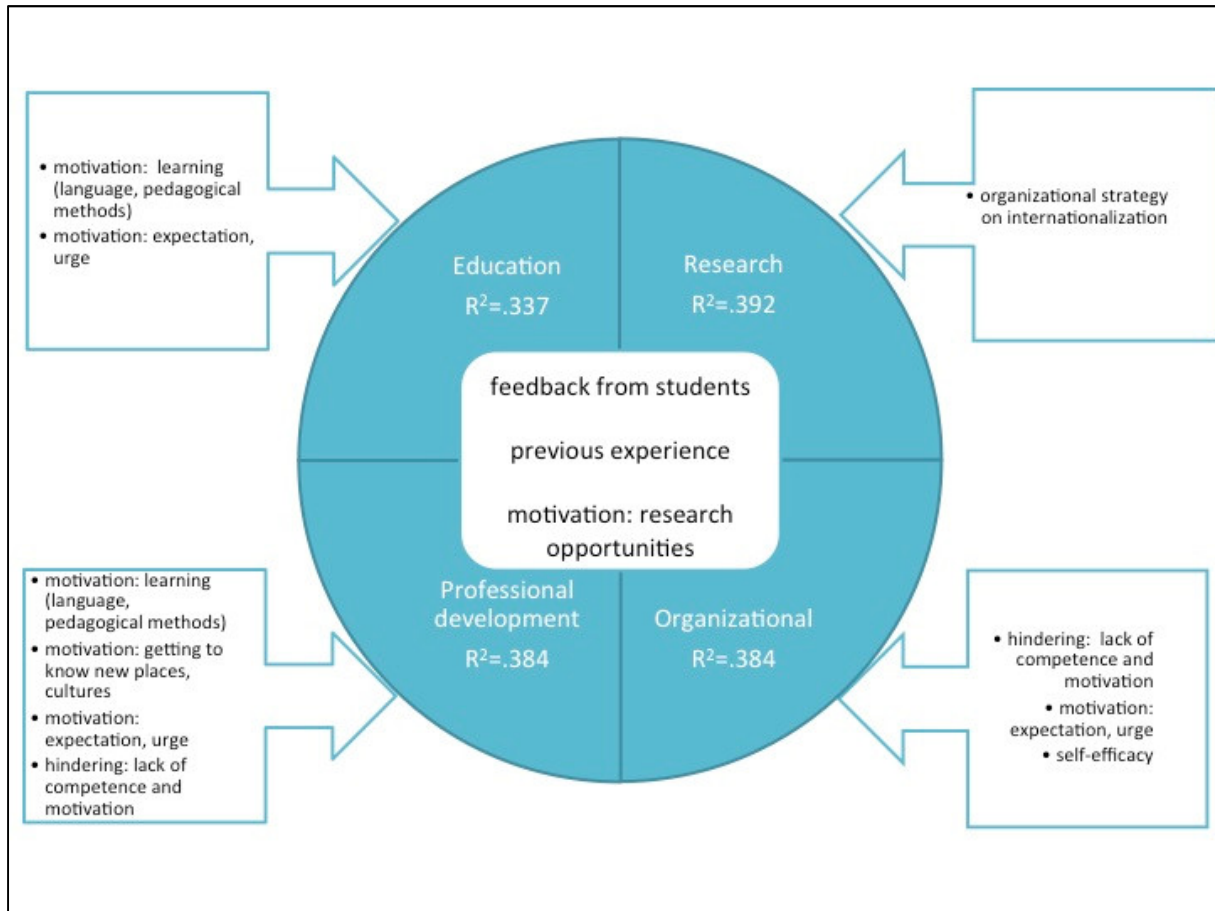 • motivation: learning
(language, pedagogical
methods)
• motivation: expectation,
urge
• organizational strategy
on internationalization
Education
R²=.337
Research
R²=.392
feedback from students
previous experience
motivation: research
opportunities
Professional
development
R²=.384
Organizational
R²=.384
• motivation: learning
(language,
pedagogical methods)
• motivation: getting to
know new places,
cultures
• motivation:
expectation, urge
• hindering: lack of
competence and
motivation
• hindering: lack of
competence and
motivation
• motivation:
expectation, urge
• self-efficacy